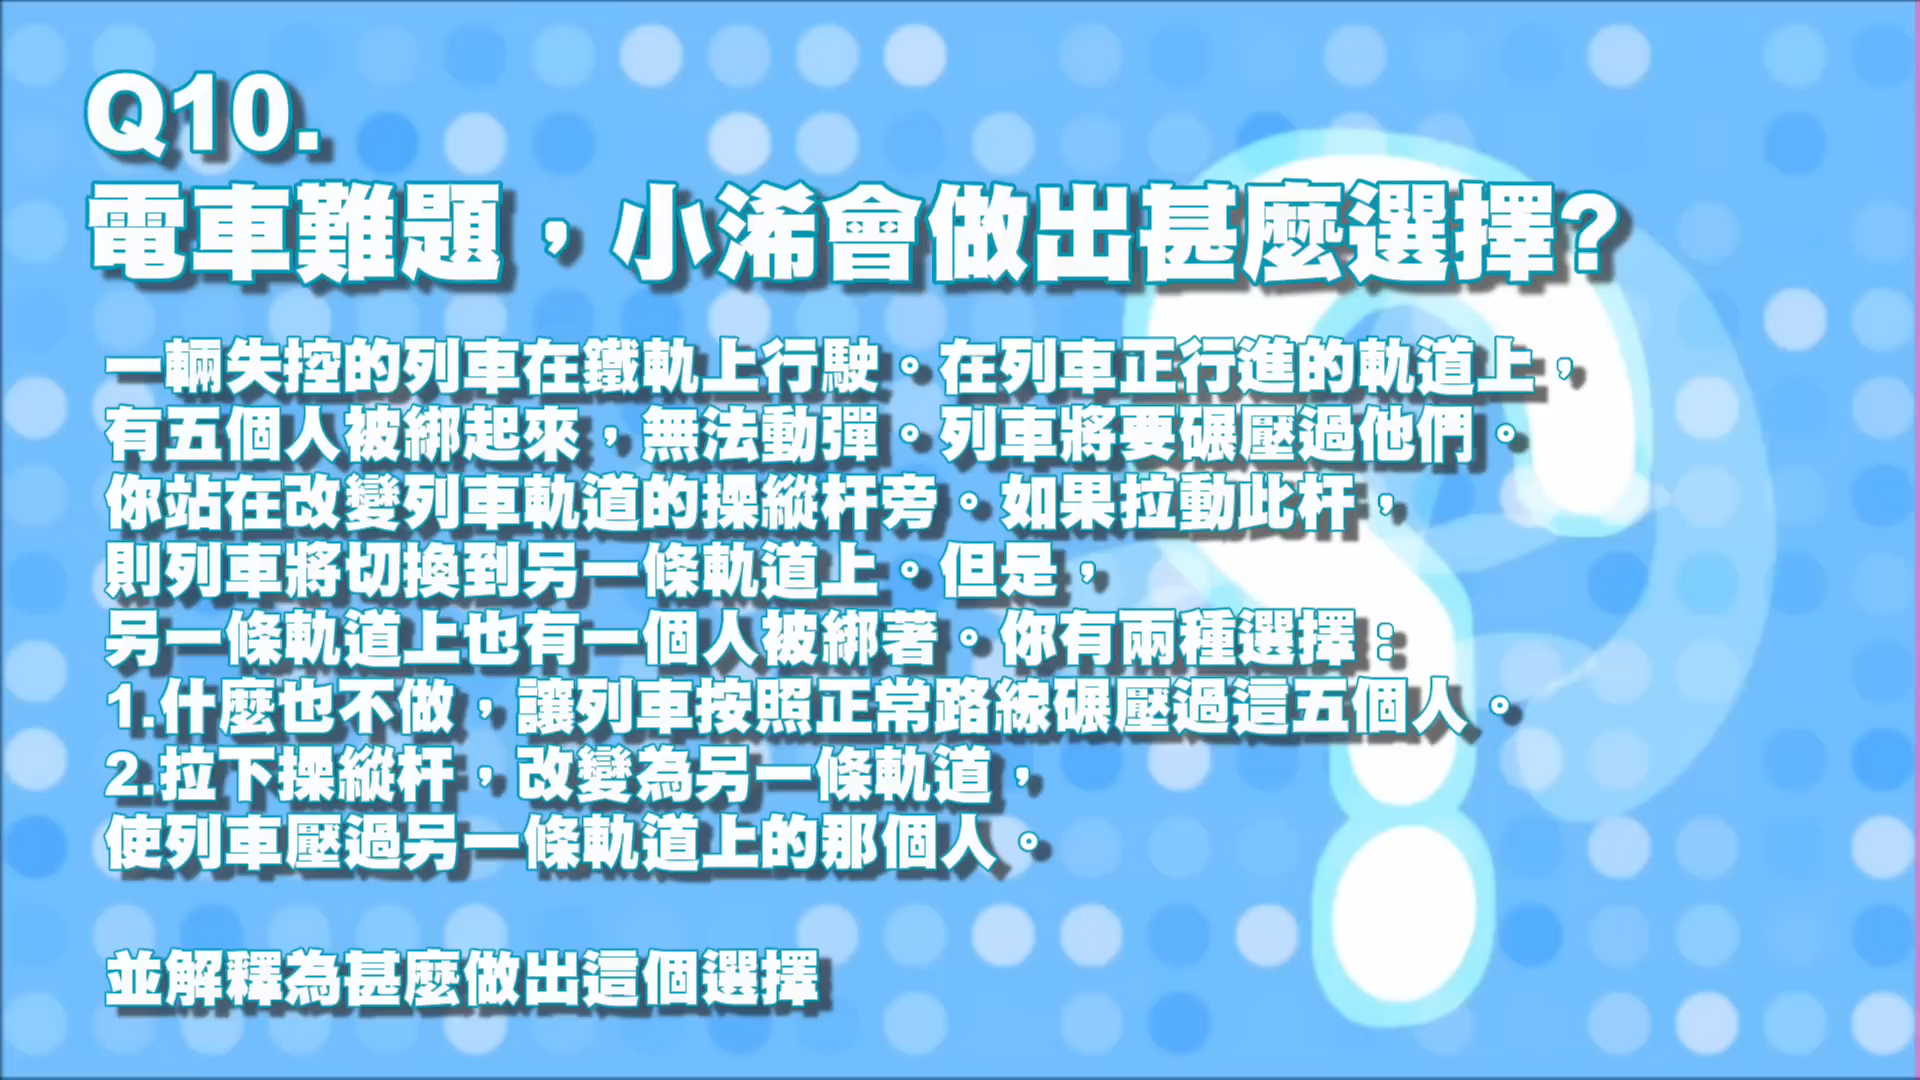 Q10.
電車難題，小浠會做出甚麼選擇?
一輛失控的列車在鐵軌上行駛。在列車正行進的軌道上，
有五個人被綁起來，無法動彈。列車將要碾壓過他們。
你站在改變列車軌道的操縱杆旁。如果拉動此杆，
則列車將切換到另一條軌道上。但是，
另一條軌道上也有一個人被綁著。你有兩種選擇：
1.什麼也不做，讓列車按照正常路線碾壓過這五個人。
2.拉下操縱杆，改變為另一條軌道，
使列車壓過另一條軌道上的那個人。
並解釋為甚麼做出這個選擇